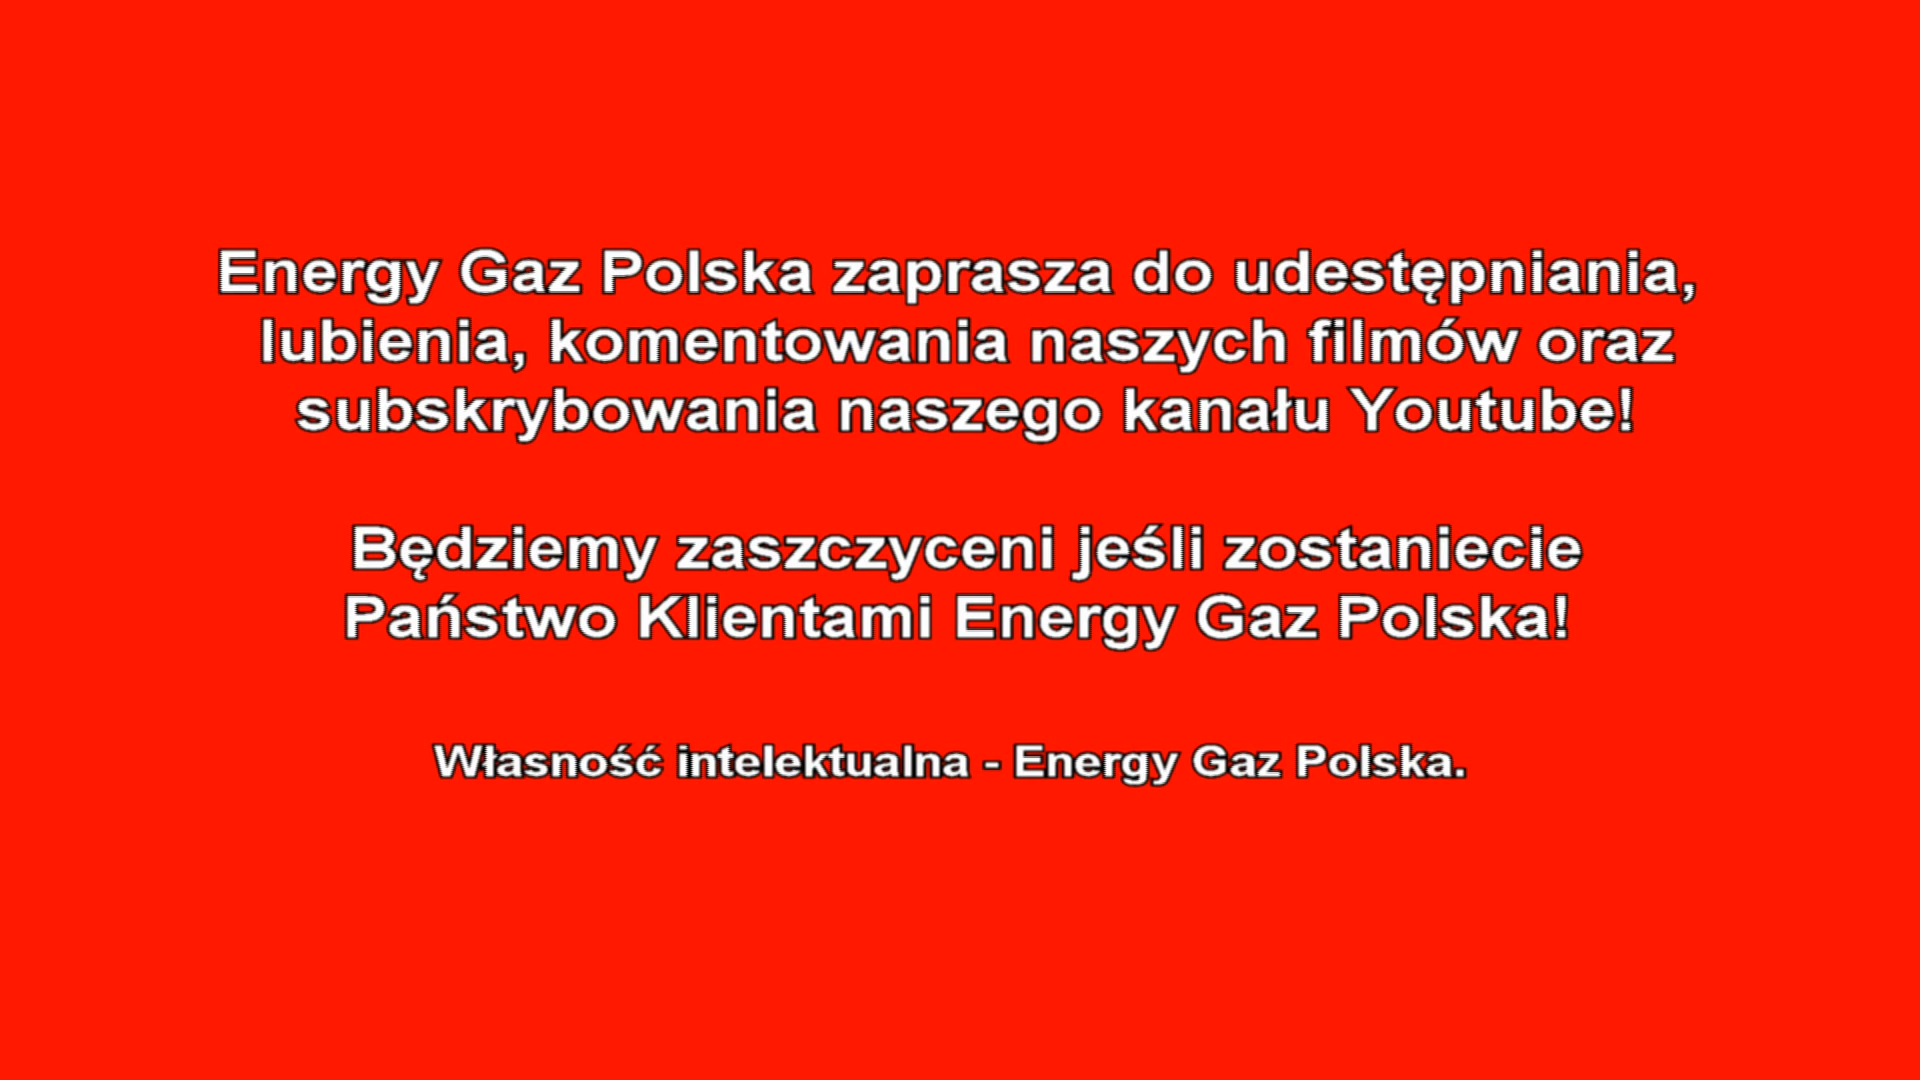 Energy Gaz Polska zaprasza do udestępniania,
lubienia, komentowania naszych filmów oraz
subskrybowania naszego kanału Youtube!
Będziemy zaszczyceni jeśli zostaniecie
Państwo Klientami Energy Gaz Polska!
Własność intelektualna - Energy Gaz Polska.